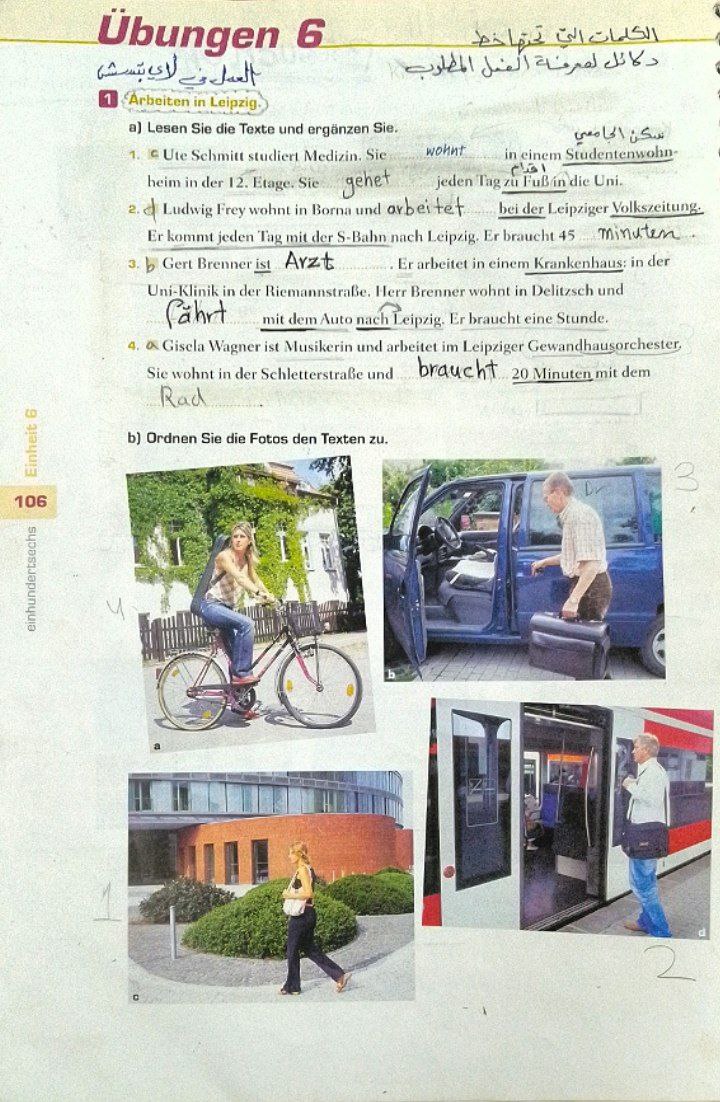 Übungen 6
الكلمات التي تحتها خط
دلائل لمعرفة الفعل المطلوب
العمل في لايبتسش
1 Arbeiten in Leipzig.
a) Lesen Sie die Texte und ergänzen Sie.
سكن الجامعي
1. c Ute Schmitt studiert Medizin. Sie wohnt in einem Studentenwohn-
اقدام
heim in der 12. Etage. Sie gehet jeden Tag zu Fuß in die Uni.
2. d Ludwig Frey wohnt in Borna und arbeitet bei der Leipziger Volkszeitung.
Er kommt jeden Tag mit der S-Bahn nach Leipzig. Er braucht 45 minuten.
3. b Gert Brenner ist Arzt. Er arbeitet in einem Krankenhaus: in der
Uni-Klinik in der Riemannstraße. Herr Brenner wohnt in Delitzsch und
fährt mit dem Auto nach Leipzig. Er braucht eine Stunde.
4. a Gisela Wagner ist Musikerin und arbeitet im Leipziger Gewandhausorchester.
Sie wohnt in der Schletterstraße und braucht 20 Minuten mit dem
Rad.
b) Ordnen Sie die Fotos den Texten zu.
Einheit 6
106
einhundertsechs
4
a
3
Dr
b
1
c
d
2